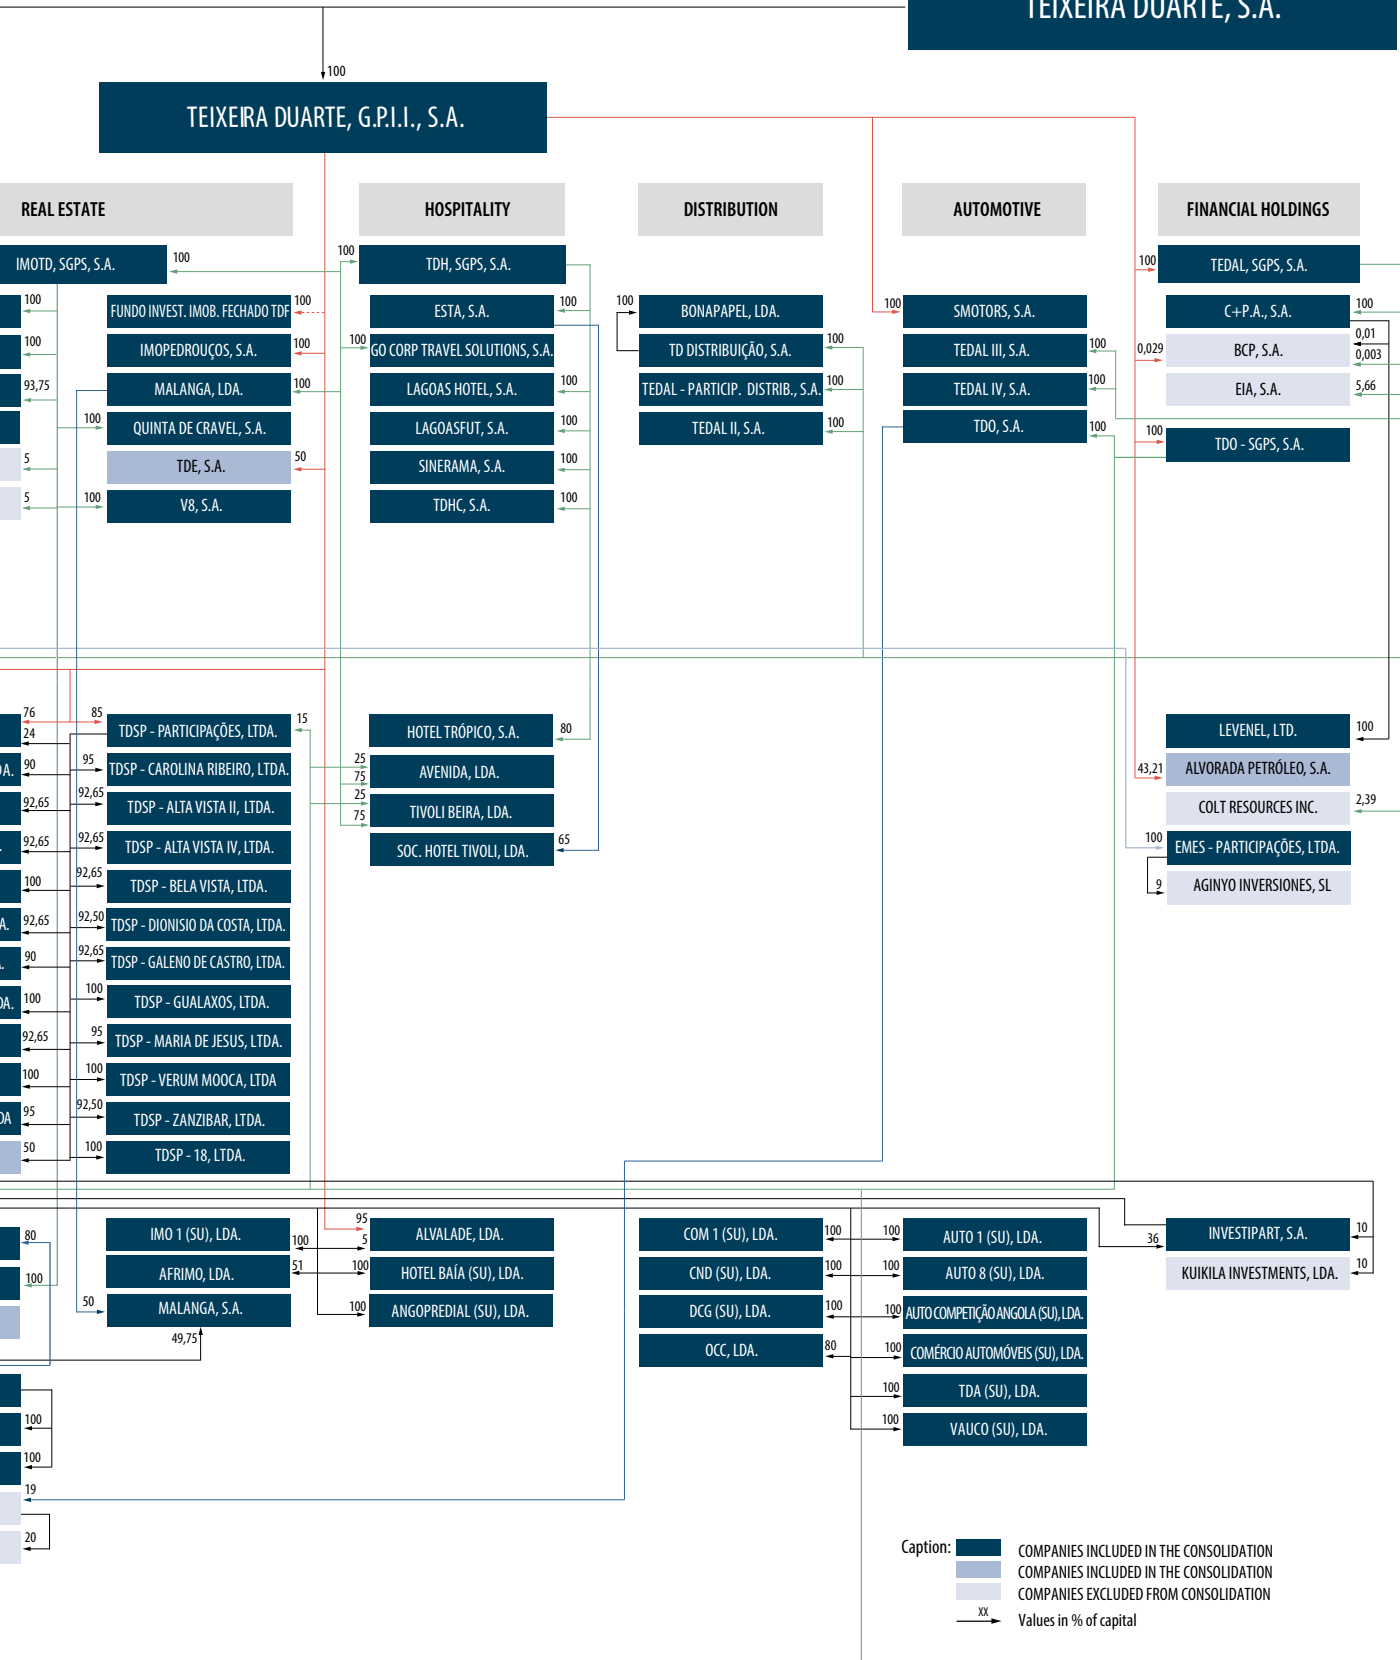 TEIXEIRA DUARTE, S.A.
100
TEIXEIRA DUARTE, G.P.I.I., S.A.
REAL ESTATE
HOSPITALITY
DISTRIBUTION
AUTOMOTIVE
FINANCIAL HOLDINGS
IMOTD, SGPS, S.A.
100
100
TDH, SGPS, S.A.
100
TEDAL, SGPS, S.A.
100
FUNDO INVEST. IMOB. FECHADO TDF
100
ESTA, S.A.
100
100
BONAPAPEL, LDA.
100
SMOTORS, S.A.
C+P.A., S.A.
100
100
IMOPEDROUÇOS, S.A.
100
100
GO CORP TRAVEL SOLUTIONS, S.A.
TD DISTRIBUIÇÃO, S.A.
100
TEDAL III, S.A.
100
0,029
BCP, S.A.
0,01
0,003
93,75
MALANGA, LDA.
100
LAGOAS HOTEL, S.A.
100
TEDAL - PARTICIP. DISTRIB., S.A.
100
TEDAL IV, S.A.
100
EIA, S.A.
5,66
100
QUINTA DE CRAVEL, S.A.
LAGOASFUT, S.A.
100
TEDAL II, S.A.
100
TDO, S.A.
100
100
TDO - SGPS, S.A.
5
TDE, S.A.
50
SINERAMA, S.A.
100
5
100
V8, S.A.
TDHC, S.A.
100
76
24
85
TDSP - PARTICIPAÇÕES, LTDA.
15
HOTEL TRÓPICO, S.A.
80
LEVENEL, LTD.
100
DA.
90
95
TDSP - CAROLINA RIBEIRO, LTDA.
25
75
AVENIDA, LDA.
43,21
ALVORADA PETRÓLEO, S.A.
92,65
92,65
TDSP - ALTA VISTA II, LTDA.
25
75
TIVOLI BEIRA, LDA.
COLT RESOURCES INC.
2,39
.
92,65
92,65
TDSP - ALTA VISTA IV, LTDA.
SOC. HOTEL TIVOLI, LDA.
65
100
EMES - PARTICIPAÇÕES, LTDA.
100
92,65
TDSP - BELA VISTA, LTDA.
9
AGINYO INVERSIONES, SL
A.
92,65
92,50
TDSP - DIONISIO DA COSTA, LTDA.
A.
90
92,65
TDSP - GALENO DE CASTRO, LTDA.
DA.
100
100
TDSP - GUALAXOS, LTDA.
92,65
95
TDSP - MARIA DE JESUS, LTDA.
100
100
TDSP - VERUM MOOCA, LTDA
DA
95
92,50
TDSP - ZANZIBAR, LTDA.
50
100
TDSP - 18, LTDA.
80
IMO 1 (SU), LDA.
100
95
5
ALVALADE, LDA.
COM 1 (SU), LDA.
100
100
AUTO 1 (SU), LDA.
36
INVESTIPART, S.A.
10
100
AFRIMO, LDA.
51
100
HOTEL BAÍA (SU), LDA.
CND (SU), LDA.
100
100
AUTO 8 (SU), LDA.
KUIKILA INVESTMENTS, LDA.
10
50
MALANGA, S.A.
49,75
100
ANGOPREDIAL (SU), LDA.
DCG (SU), LDA.
100
100
AUTO COMPETIÇÃO ANGOLA (SU), LDA.
OCC, LDA.
80
100
COMÉRCIO AUTOMÓVEIS (SU), LDA.
100
TDA (SU), LDA.
100
100
VAUCO (SU), LDA.
100
19
20
Caption:
COMPANIES INCLUDED IN THE CONSOLIDATION
COMPANIES INCLUDED IN THE CONSOLIDATION
COMPANIES EXCLUDED FROM CONSOLIDATION
XX
Values in % of capital